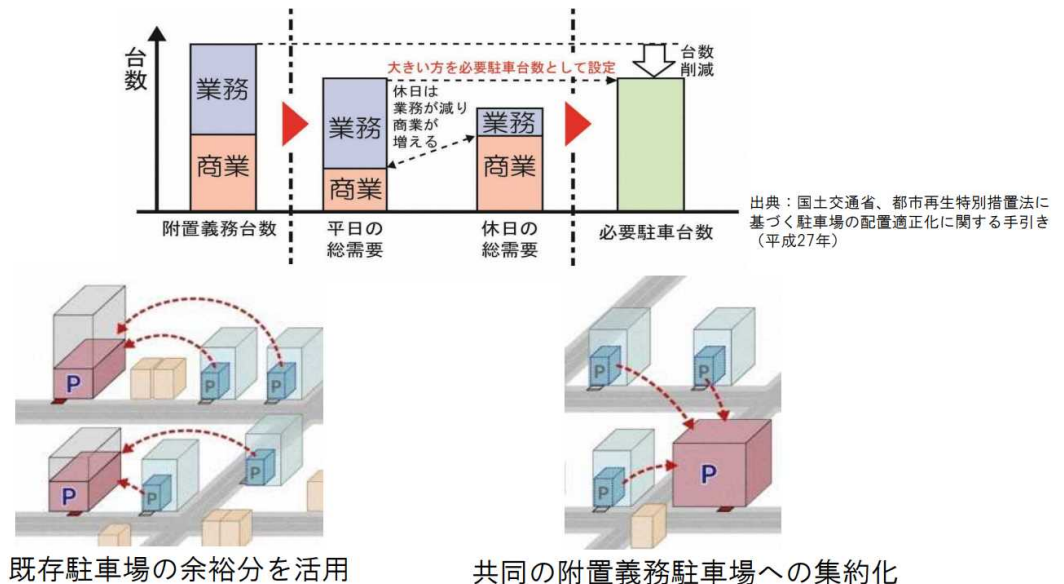 台数
業務
商業
附置義務台数
大きい方を必要駐車台数として設定
休日は
業務が減り
商業が
増える
業務
商業
平日の
総需要
業務
商業
休日の
総需要
台数
削減
必要駐車台数
出典：国土交通省、都市再生特別措置法に
基づく駐車場の配置適正化に関する手引き
（平成27年）
P
P
P
P
P
P
既存駐車場の余裕分を活用
P
P
P
P
共同の附置義務駐車場への集約化